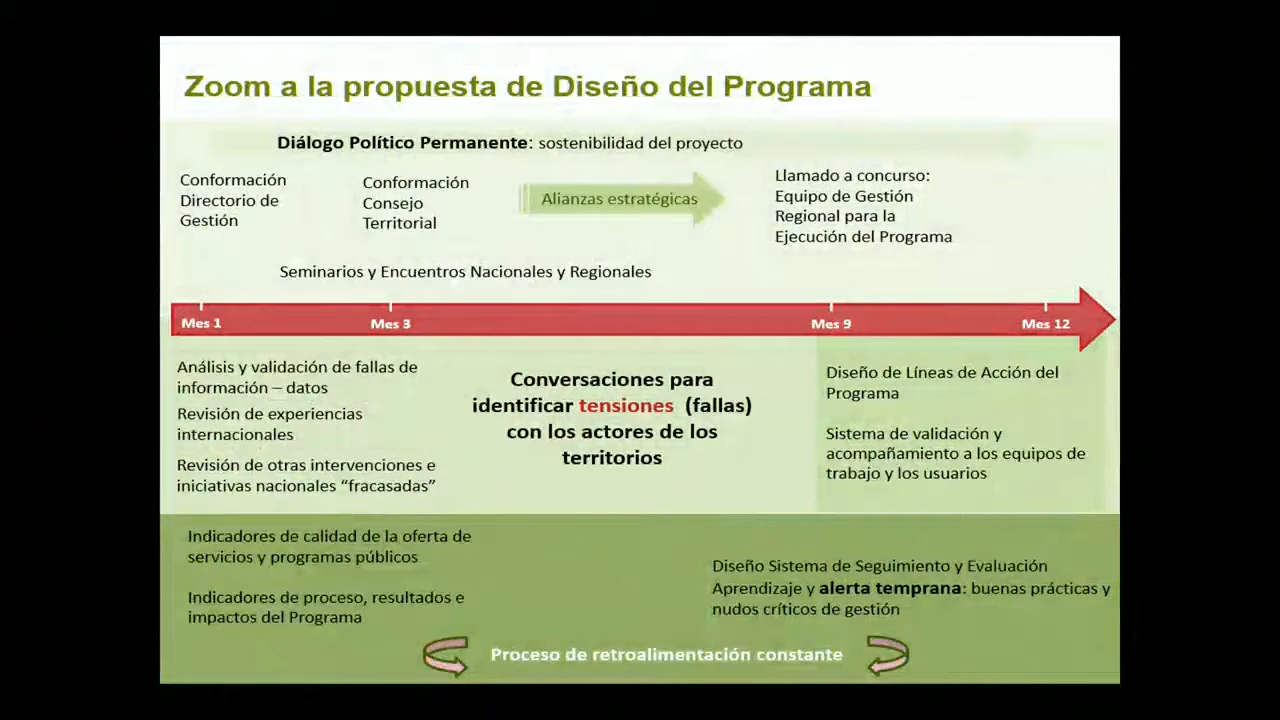 Zoom a la propuesta de Diseño del Programa
Diálogo Político Permanente: sostenibilidad del proyecto
Conformación
Directorio de
Gestión
Conformación
Consejo
Territorial
Alianzas estratégicas
Llamado a concurso:
Equipo de Gestión
Regional para la
Ejecución del Programa
Seminarios y Encuentros Nacionales y Regionales
Mes 1
Mes 3
Mes 9
Mes 12
Análisis y validación de fallas de
información – datos
Revisión de experiencias
internacionales
Revisión de otras intervenciones e
iniciativas nacionales “fracasadas”
Conversaciones para
identificar tensiones (fallas)
con los actores de los
territorios
Diseño de Líneas de Acción del
Programa
Sistema de validación y
acompañamiento a los equipos de
trabajo y los usuarios
Indicadores de calidad de la oferta de
servicios y programas públicos
Indicadores de proceso, resultados e
impactos del Programa
Diseño Sistema de Seguimiento y Evaluación
Aprendizaje y alerta temprana: buenas prácticas y
nudos críticos de gestión
Proceso de retroalimentación constante